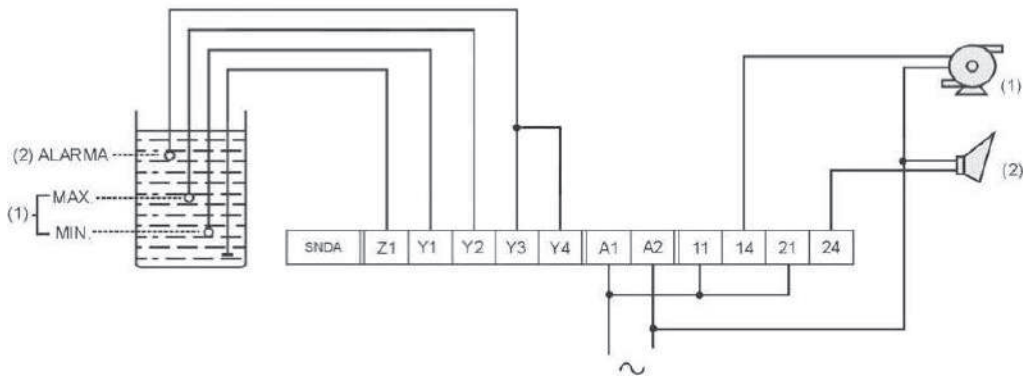 (2) ALARMA
(1) MAX.
MIN.
SNDA Z1 Y1 Y2 Y3 Y4 A1 A2 11 14 21 24
(1)
(2)